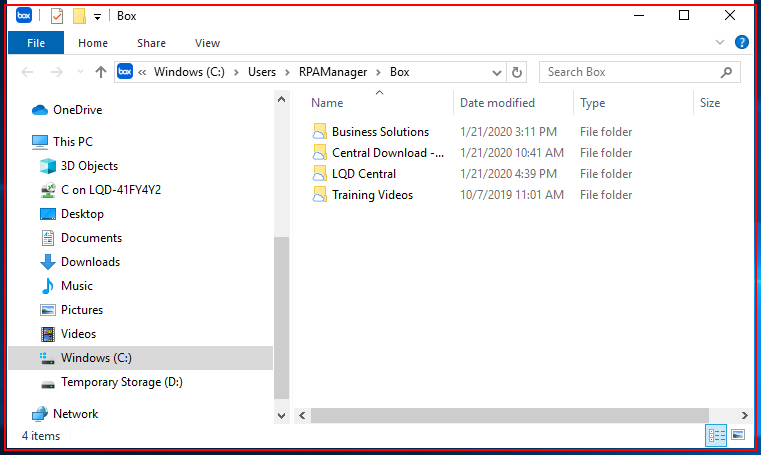 box Box
File Home Share View
box « Windows (C:) › Users › RPAManager › Box Search Box
OneDrive
This PC
3D Objects
C on LQD-41FY4Y2
Desktop
Documents
Downloads
Music
Pictures
Videos
Windows (C:)
Temporary Storage (D:)
Network
Name Date modified Type Size
Business Solutions 1/21/2020 3:11 PM File folder
Central Download -... 1/21/2020 10:41 AM File folder
LQD Central 1/21/2020 4:39 PM File folder
Training Videos 10/7/2019 11:01 AM File folder
4 items